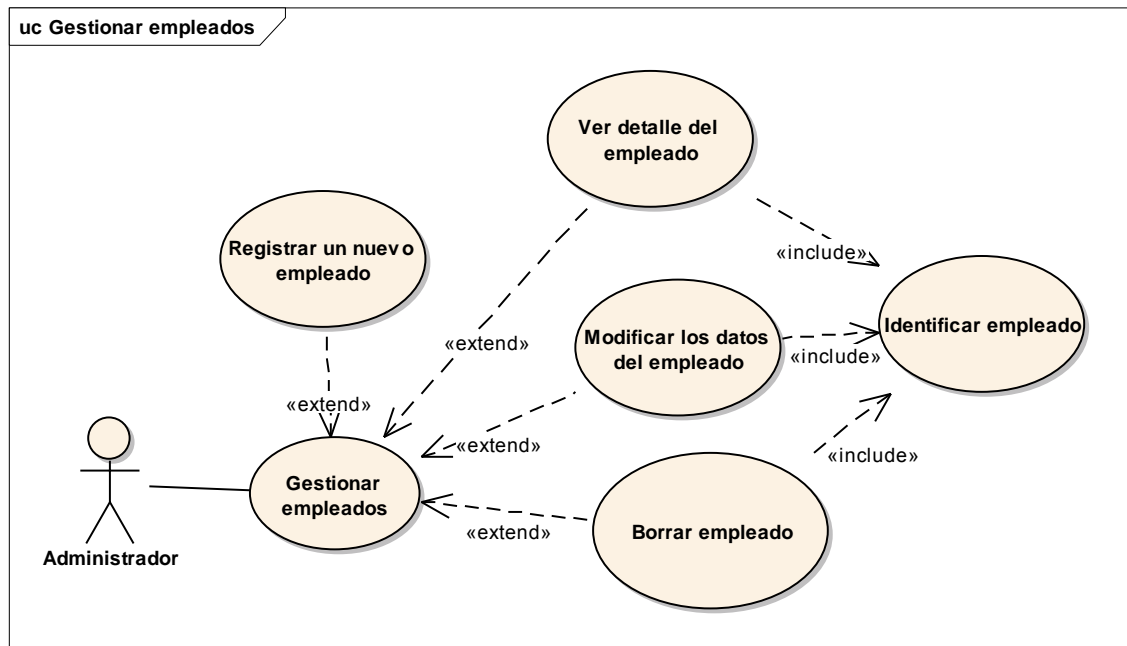 uc Gestionar empleados
Ver detalle del
empleado
Registrar un nuevo
empleado
«include»
Identificar empleado
«extend»
Modificar los datos
del empleado
«include»
«extend»
«extend»
«include»
Gestionar
empleados
«extend»
Borrar empleado
Administrador